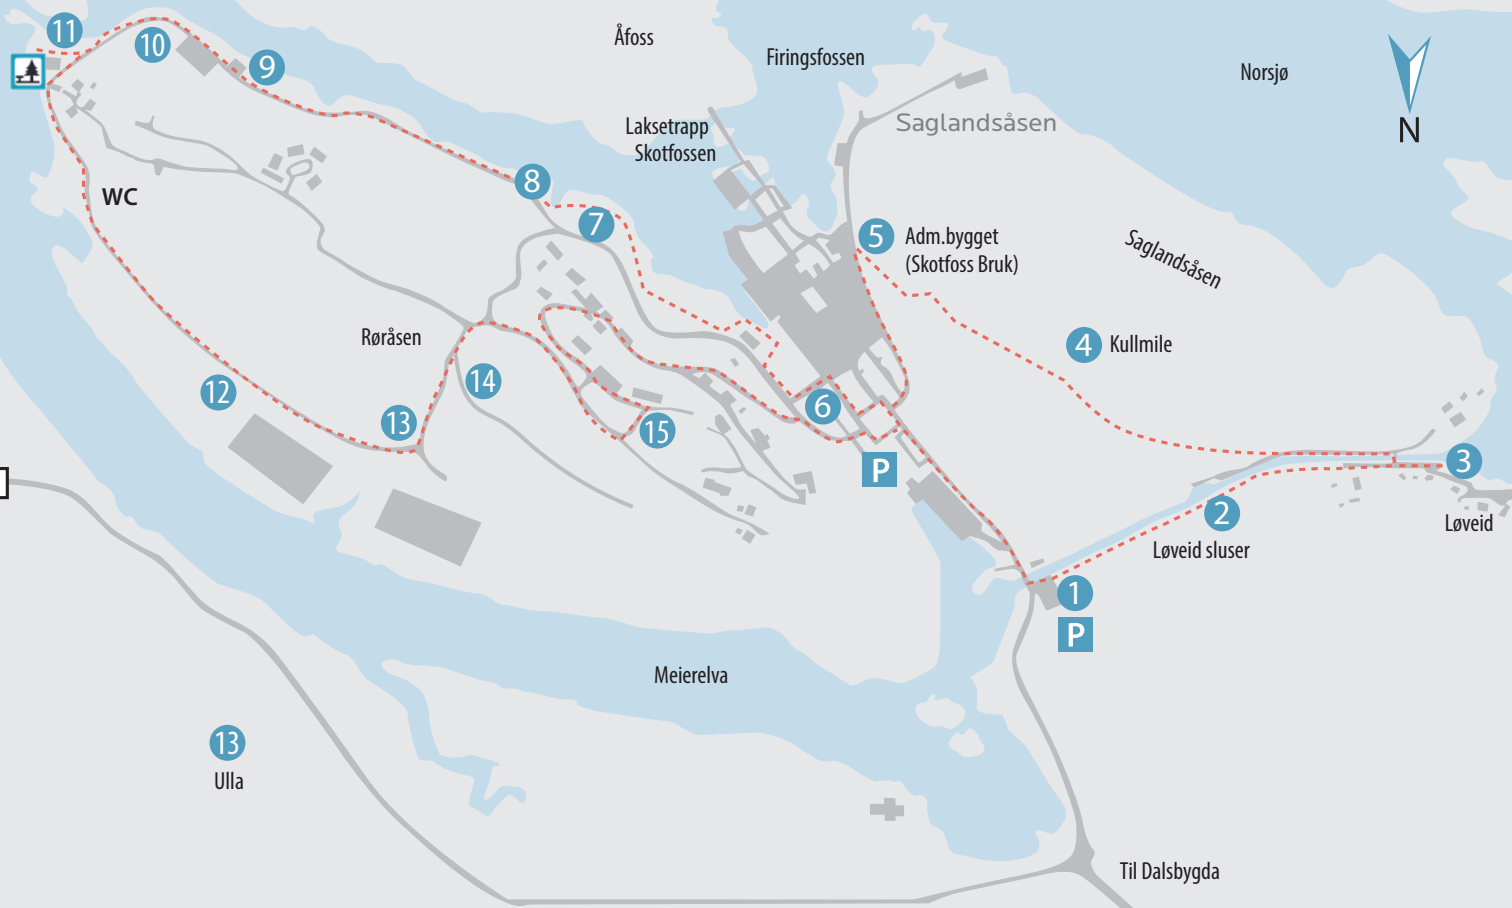 11
10
9
Åfoss
Firingsfossen
Norsjø
N
Saglandsåsen
Laksetrapp
Skotfossen
8
7
WC
5
Adm.bygget
(Skotfoss Bruk)
Saglandsåsen
Røråsen
4
Kullmile
12
13
14
6
15
P
3
2
Løveid
Løveid sluser
1
P
Meierelva
13
Ulla
Til Dalsbygda